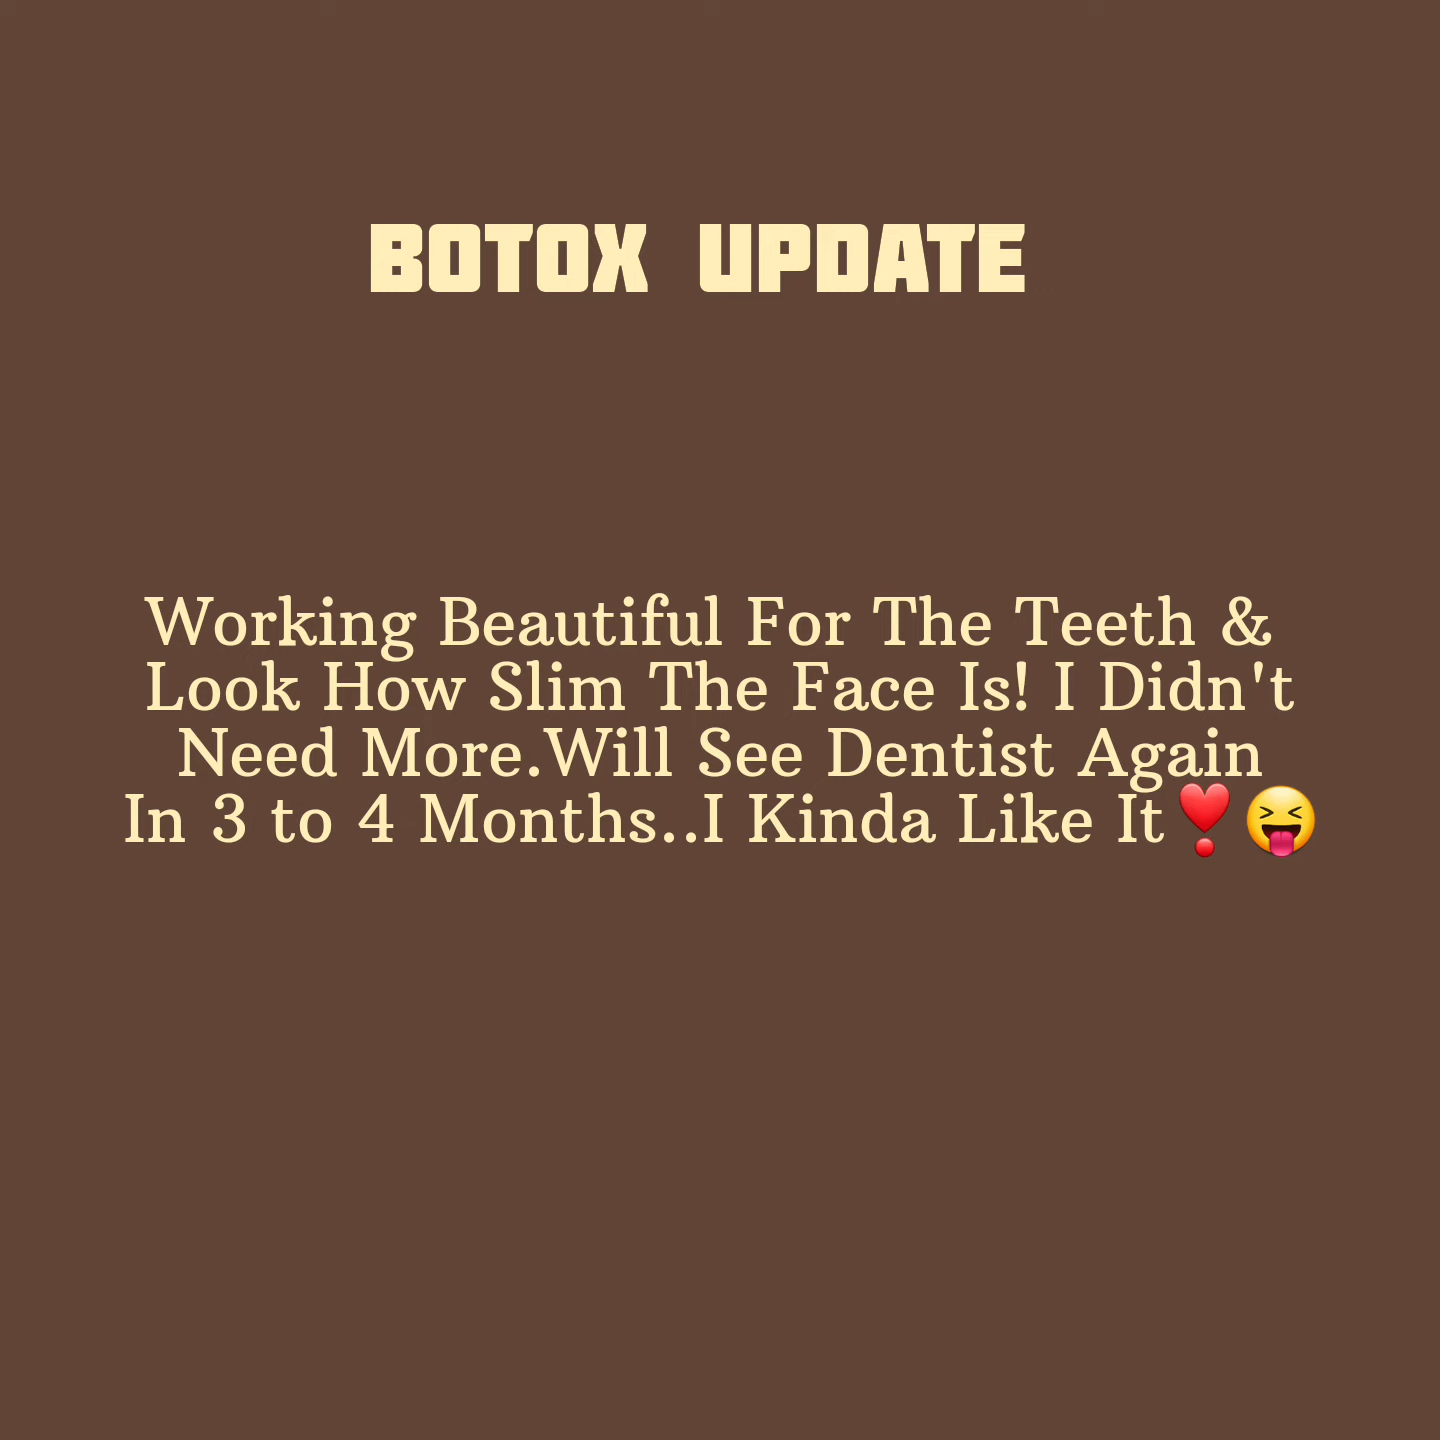 BOTOX UPDATE
Working Beautiful For The Teeth &
Look How Slim The Face Is! I Didn't
Need More.Will See Dentist Again
In 3 to 4 Months..I Kinda Like It❣️😝